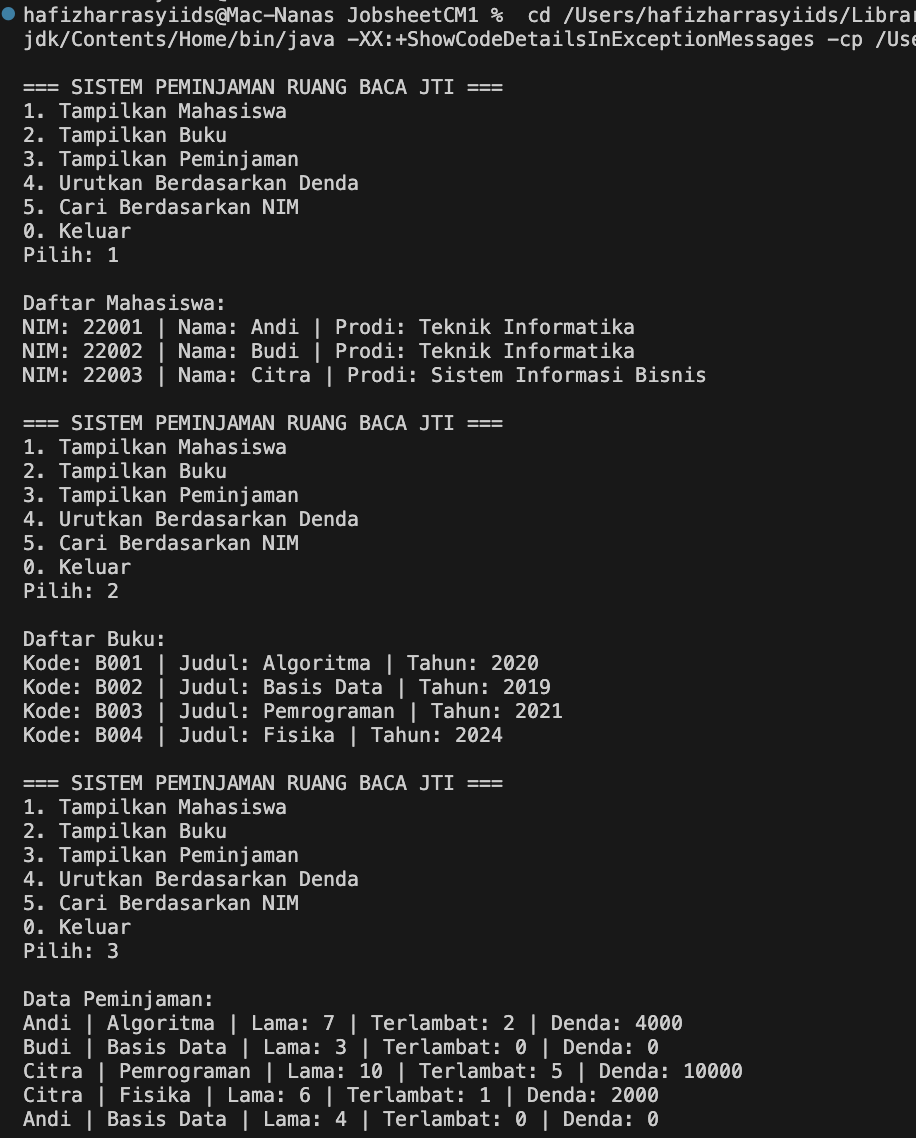 hafizharrasyiids@Mac-Nanas JobsheetCM1 % cd /Users/hafizharrasyiids/Librar
jdk/Contents/Home/bin/java -XX:+ShowCodeDetailsInExceptionMessages -cp /Use
=== SISTEM PEMINJAMAN RUANG BACA JTI ===
1. Tampilkan Mahasiswa
2. Tampilkan Buku
3. Tampilkan Peminjaman
4. Urutkan Berdasarkan Denda
5. Cari Berdasarkan NIM
0. Keluar
Pilih: 1
Daftar Mahasiswa:
NIM: 22001 | Nama: Andi | Prodi: Teknik Informatika
NIM: 22002 | Nama: Budi | Prodi: Teknik Informatika
NIM: 22003 | Nama: Citra | Prodi: Sistem Informasi Bisnis
=== SISTEM PEMINJAMAN RUANG BACA JTI ===
1. Tampilkan Mahasiswa
2. Tampilkan Buku
3. Tampilkan Peminjaman
4. Urutkan Berdasarkan Denda
5. Cari Berdasarkan NIM
0. Keluar
Pilih: 2
Daftar Buku:
Kode: B001 | Judul: Algoritma | Tahun: 2020
Kode: B002 | Judul: Basis Data | Tahun: 2019
Kode: B003 | Judul: Pemrograman | Tahun: 2021
Kode: B004 | Judul: Fisika | Tahun: 2024
=== SISTEM PEMINJAMAN RUANG BACA JTI ===
1. Tampilkan Mahasiswa
2. Tampilkan Buku
3. Tampilkan Peminjaman
4. Urutkan Berdasarkan Denda
5. Cari Berdasarkan NIM
0. Keluar
Pilih: 3
Data Peminjaman:
Andi | Algoritma | Lama: 7 | Terlambat: 2 | Denda: 4000
Budi | Basis Data | Lama: 3 | Terlambat: 0 | Denda: 0
Citra | Pemrograman | Lama: 10 | Terlambat: 5 | Denda: 10000
Citra | Fisika | Lama: 6 | Terlambat: 1 | Denda: 2000
Andi | Basis Data | Lama: 4 | Terlambat: 0 | Denda: 0